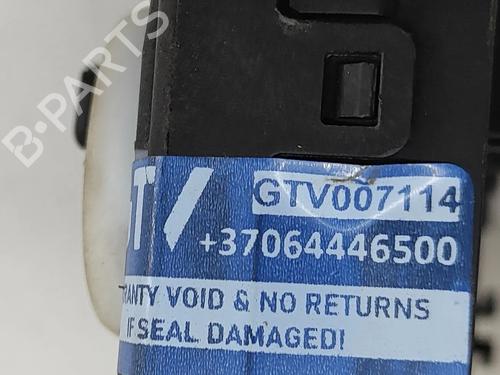 B-PARTS
GTV007114
+37064446500
RANTY VOID & NO RETURNS
IF SEAL DAMAGED!